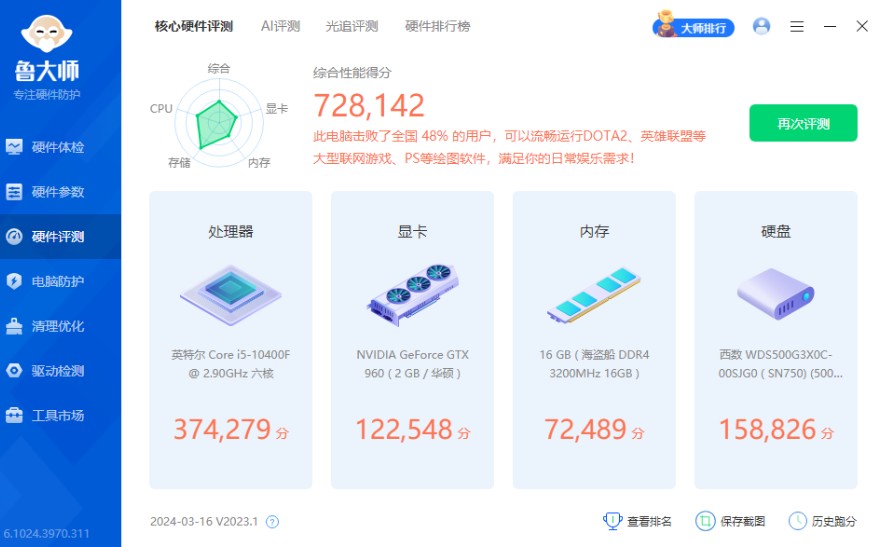 鲁大师
专注硬件防护
硬件体检
硬件参数
硬件评测
电脑防护
清理优化
驱动检测
工具市场
6.1024.3970.311
核心硬件评测 AI评测 光追评测 硬件排行榜
大师排行
综合
CPU
显卡
存储
内存
综合性能得分
728,142
此电脑击败了全国 48% 的用户，可以流畅运行DOTA2、英雄联盟等
大型联网游戏、PS等绘图软件，满足你的日常娱乐需求！
再次评测
处理器
英特尔 Core i5-10400F
@ 2.90GHz 六核
374,279 分
显卡
NVIDIA GeForce GTX
960 ( 2 GB / 华硕 )
122,548 分
内存
16 GB ( 海盗船 DDR4
3200MHz 16GB )
72,489 分
硬盘
西数 WDS500G3X0C-
00SJG0 ( SN750) (500...
158,826 分
2024-03-16 V2023.1 ?
查看排名
保存截图
历史跑分